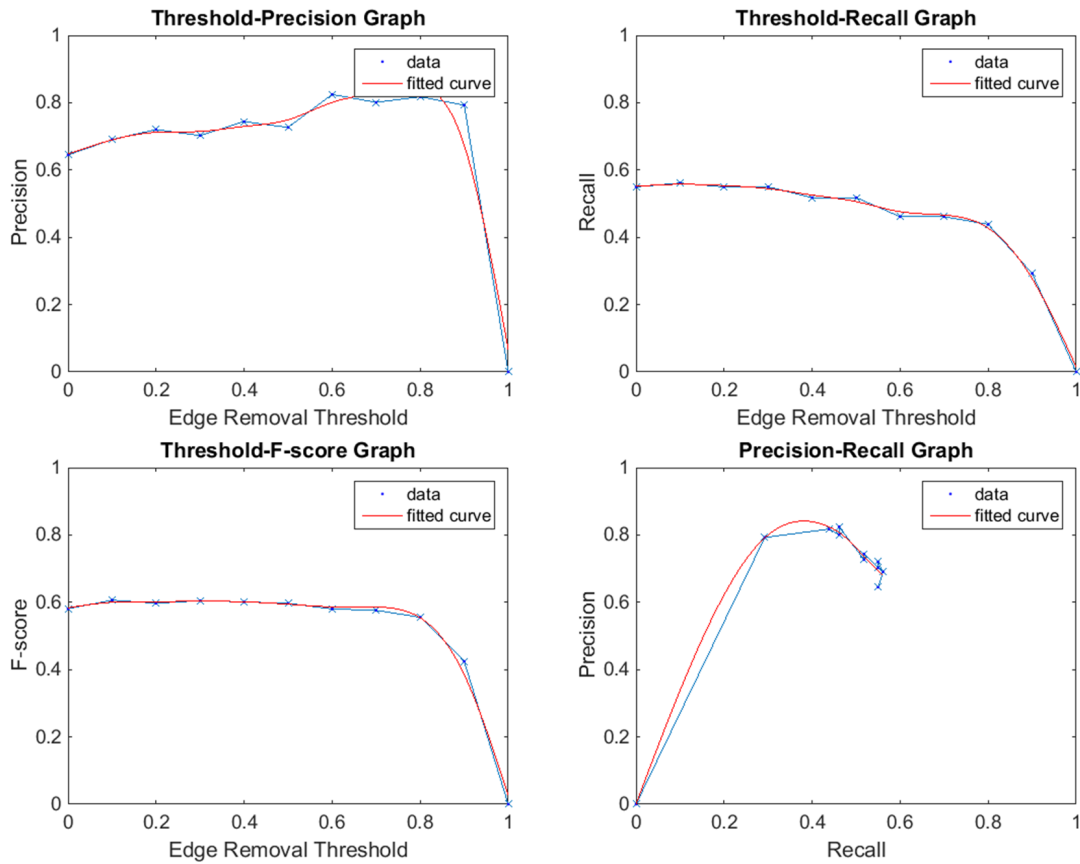 Threshold-Precision Graph
1
0.8
0.6
0.4
0.2
0
Precision
data
fitted curve
0 0.2 0.4 0.6 0.8 1
Edge Removal Threshold
Threshold-Recall Graph
1
0.8
0.6
0.4
0.2
0
Recall
data
fitted curve
0 0.2 0.4 0.6 0.8 1
Edge Removal Threshold
Threshold-F-score Graph
1
0.8
0.6
0.4
0.2
0
F-score
data
fitted curve
0 0.2 0.4 0.6 0.8 1
Edge Removal Threshold
Precision-Recall Graph
1
0.8
0.6
0.4
0.2
0
Precision
data
fitted curve
0 0.2 0.4 0.6 0.8 1
Recall